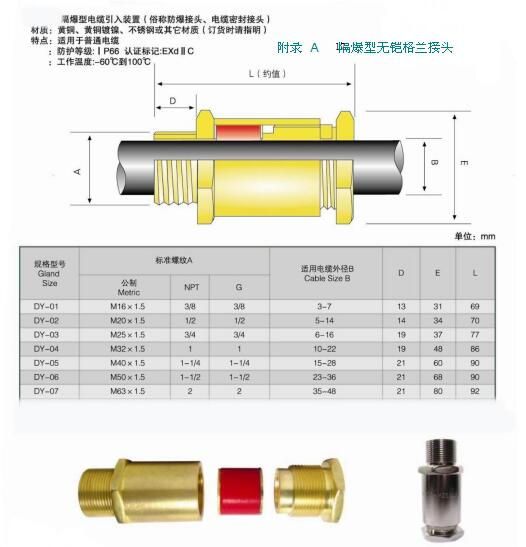 隔爆型电缆引入装置（俗称防爆接头、电缆密封接头）
材质：黄铜、黄铜镀镍、不锈钢或其它材质（订货时请指明）
特点：适用于普通电缆
：防护等级：IP66 认证标记:EXdⅡC
：工作温度:-60℃到100℃
附录 A 隔爆型无铠格兰接头
L（约值）
D
A
B
E
单位：mm
规格型号 Gland Size 标准螺纹A 适用电缆外径B Cable Size B D E L
公制 Metric NPT G
DY-01 M16×1.5 3/8 3/8 3-7 13 31 69
DY-02 M20×1.5 1/2 1/2 5-14 14 34 70
DY-03 M25×1.5 3/4 3/4 6-16 19 37 77
DY-04 M32×1.5 1 1 10-22 19 48 86
DY-05 M40×1.5 1-1/4 1-1/4 15-28 21 60 90
DY-06 M50×1.5 1-1/2 1-1/2 23-36 21 68 90
DY-07 M63×1.5 2 2 35-48 21 80 92